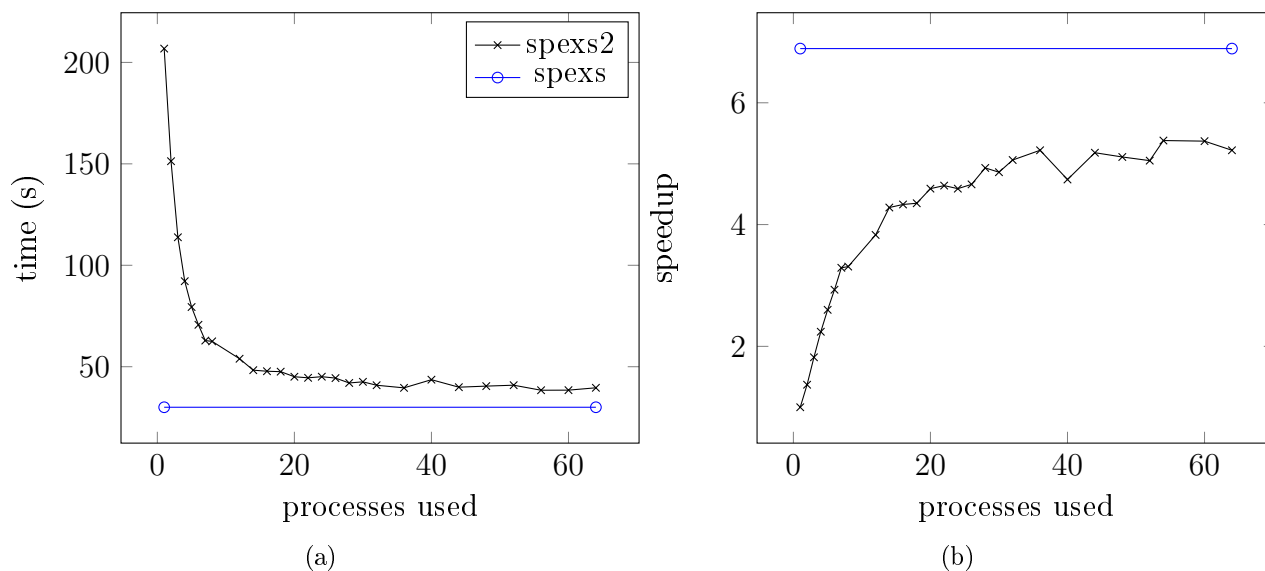 200
150
100
50
time (s)
0 20 40 60
processes used
(a)
spexs2
spexs
6
4
2
speedup
0 20 40 60
processes used
(b)